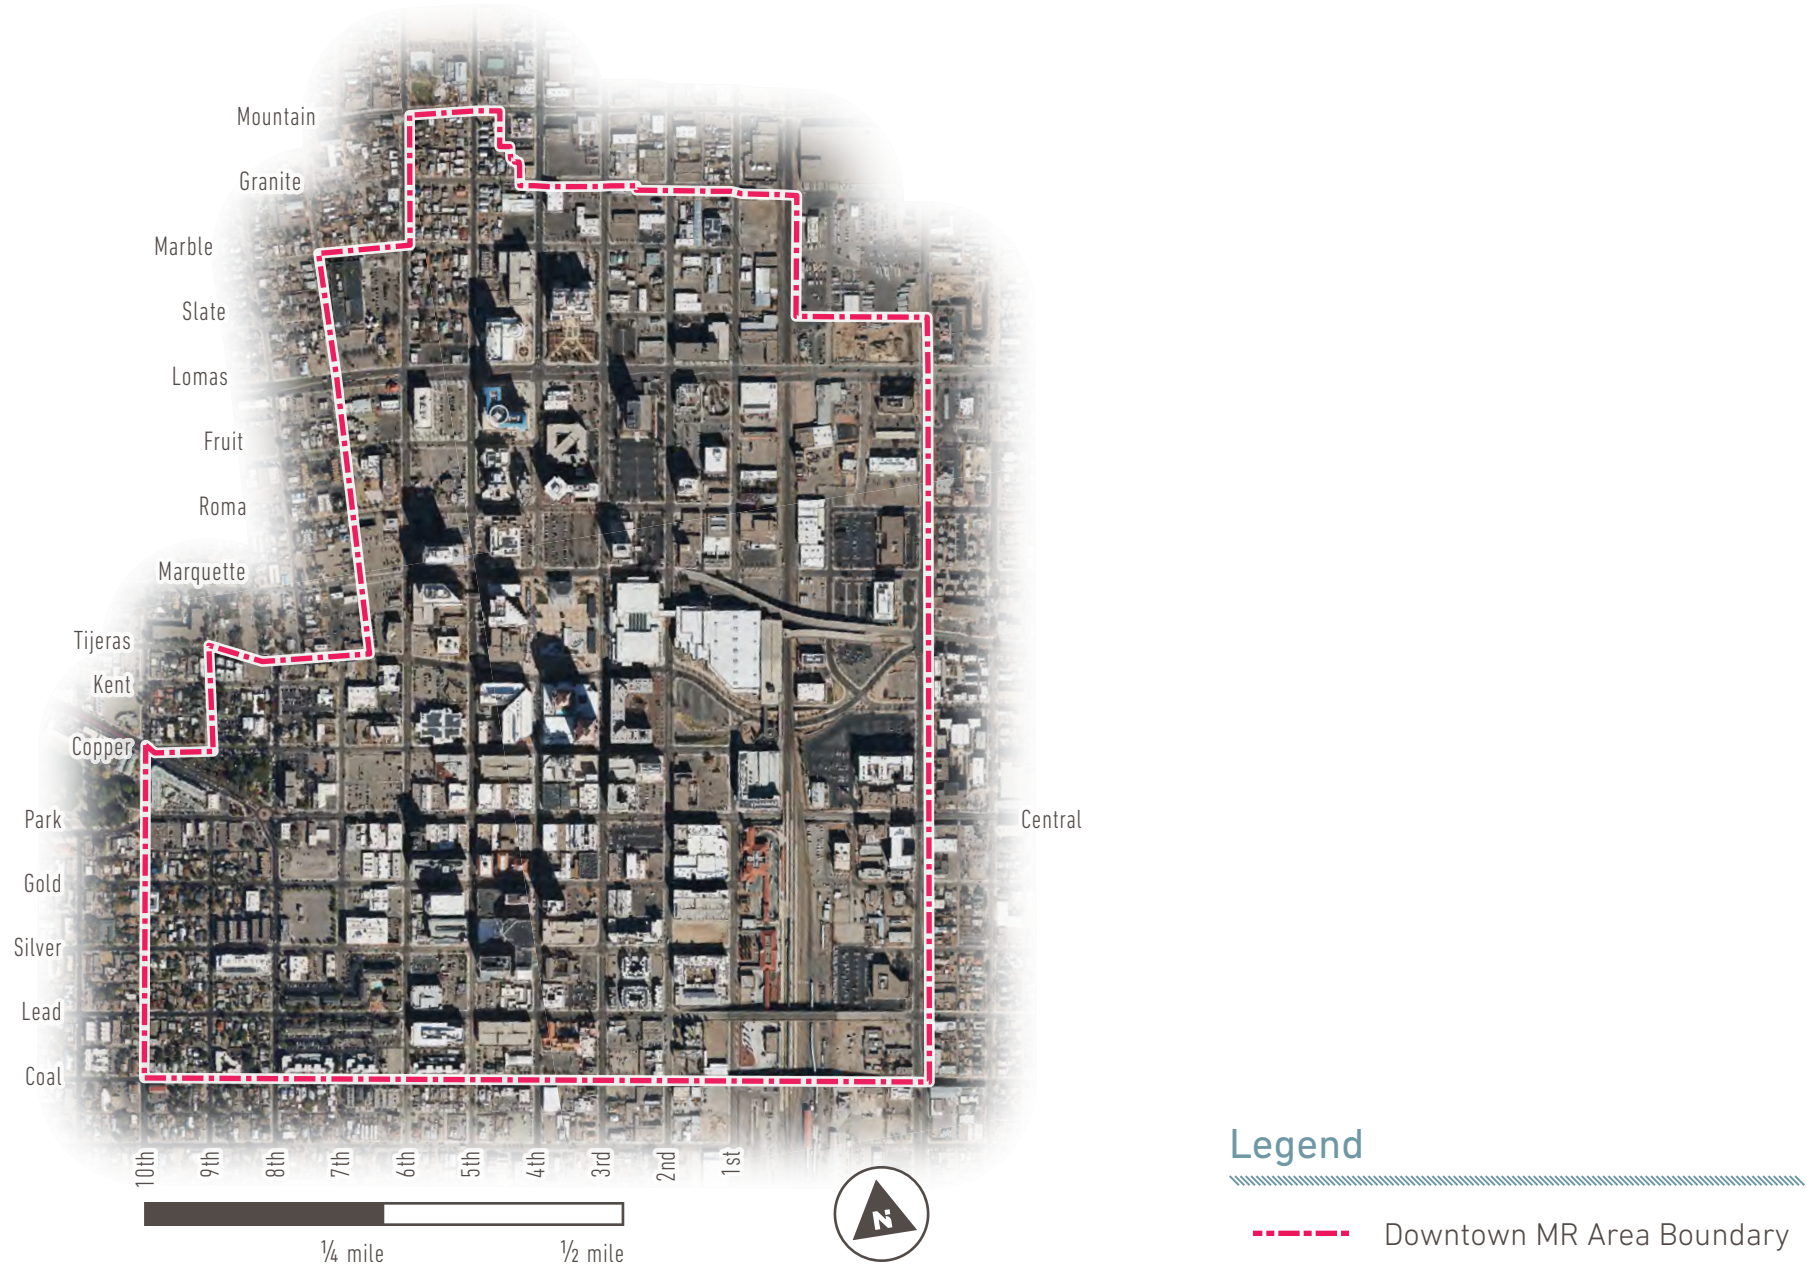 Mountain
Granite
Marble
Slate
Lomas
Fruit
Roma
Marquette
Tijeras
Kent
Copper
Park
Central
Gold
Silver
Lead
Coal
10th
9th
8th
7th
6th
5th
4th
3rd
2nd
1st
¼ mile
½ mile
N
Legend
Downtown MR Area Boundary